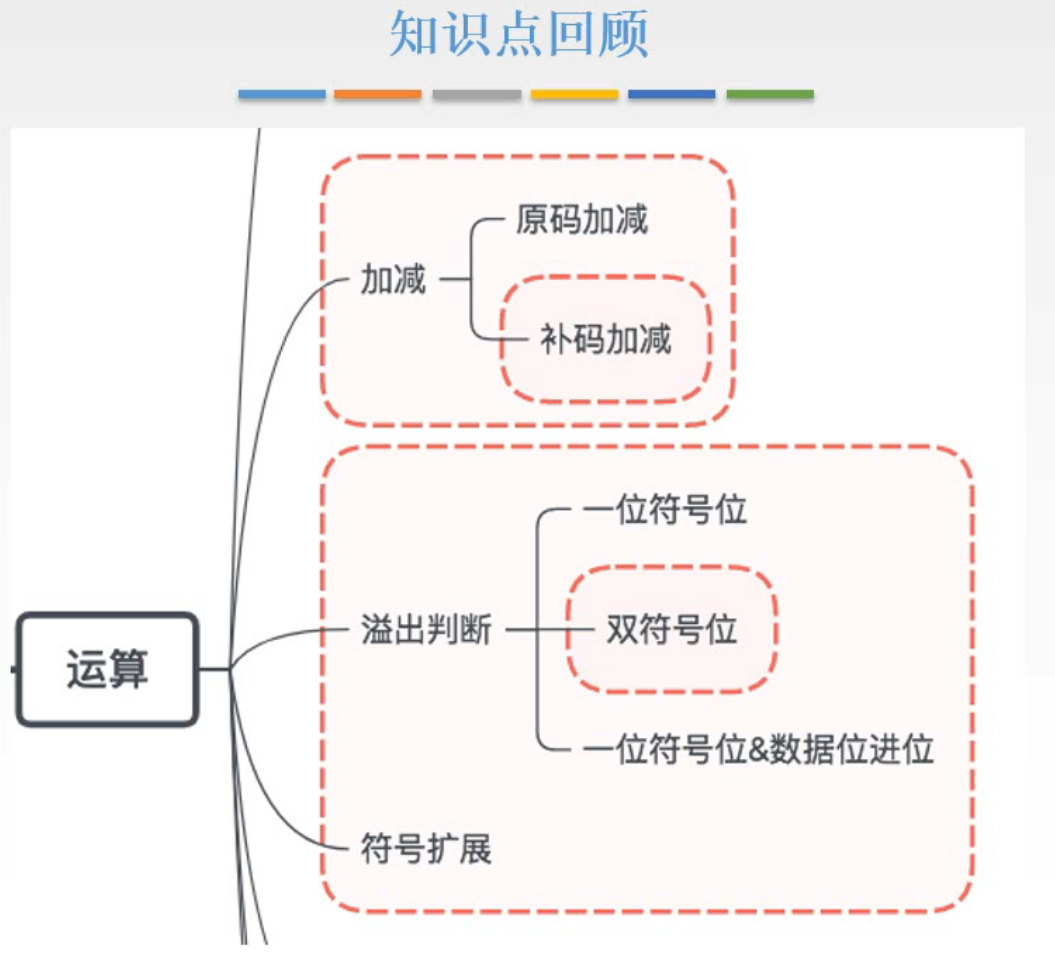 知识点回顾
原码加减
加减
补码加减
一位符号位
溢出判断
双符号位
运算
一位符号位&数据位进位
符号扩展